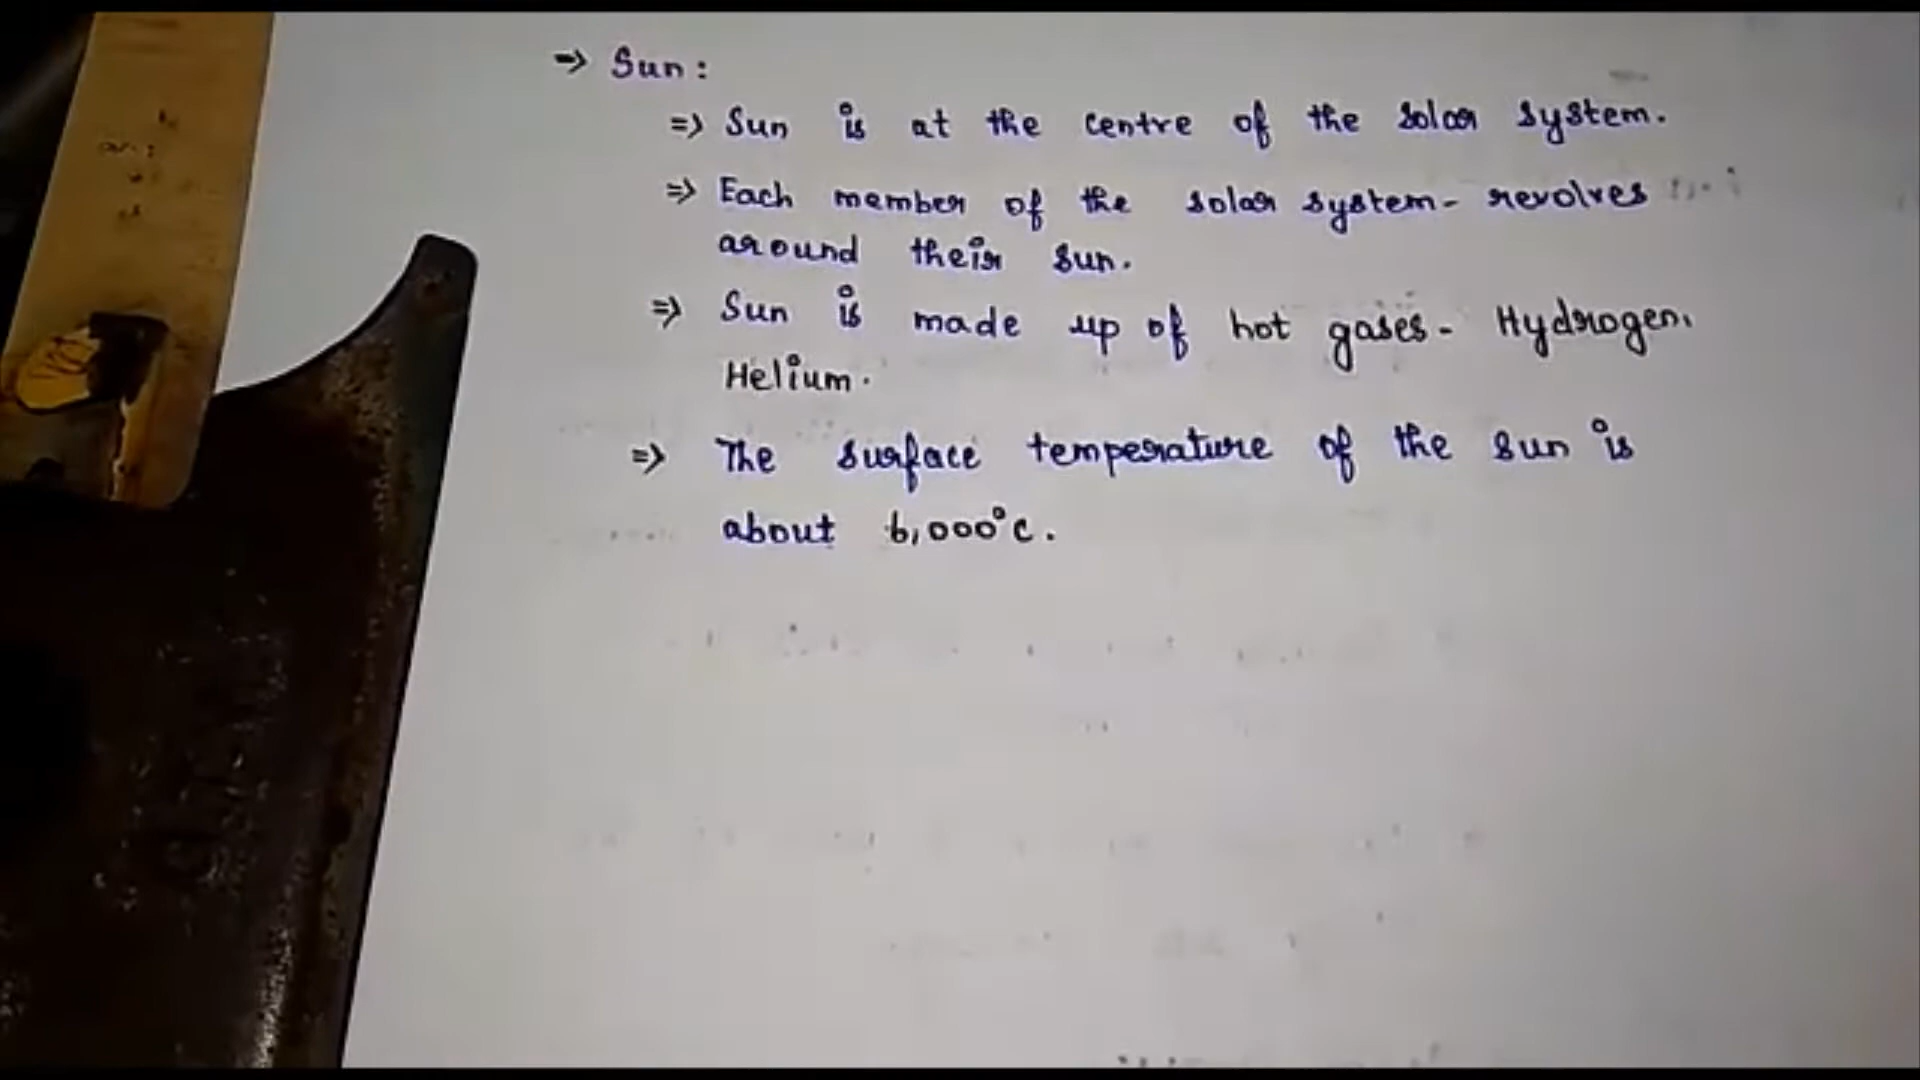 ⇒ Sun:
⇒ Sun is at the centre of the solar system.
⇒ Each member of the solar system- revolves
around their sun.
⇒ Sun is made up of hot gases- Hydrogen,
Helium.
⇒ The surface temperature of the sun is
about 6,000°c.